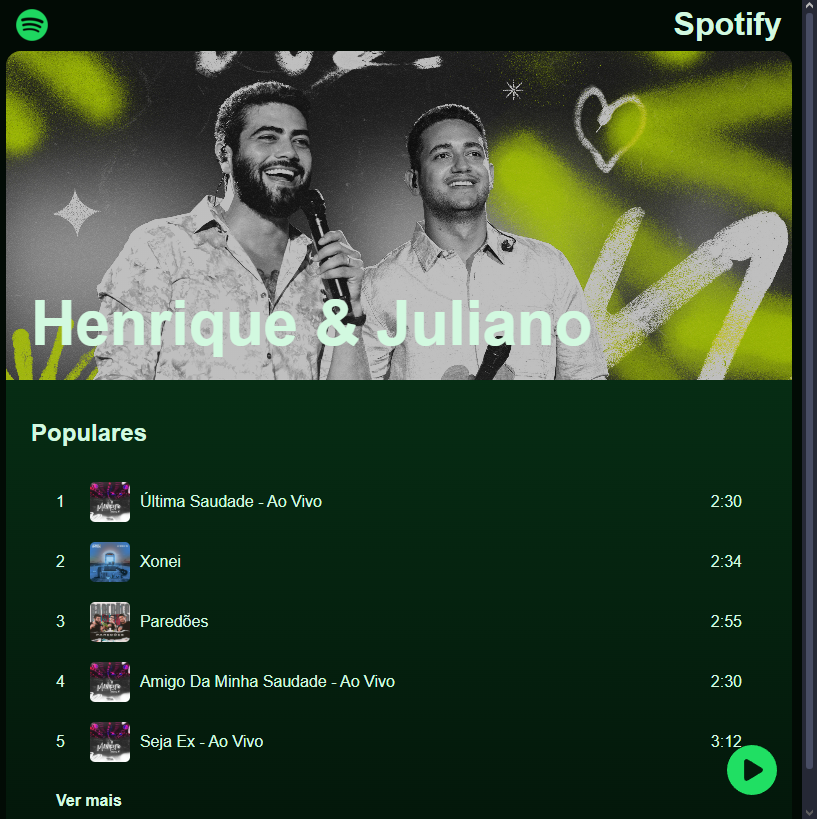 Spotify
Henrique & Juliano
Populares
1 Última Saudade - Ao Vivo 2:30
2 Xonei 2:34
3 Paredões 2:55
4 Amigo Da Minha Saudade - Ao Vivo 2:30
5 Seja Ex - Ao Vivo 3:12
Ver mais